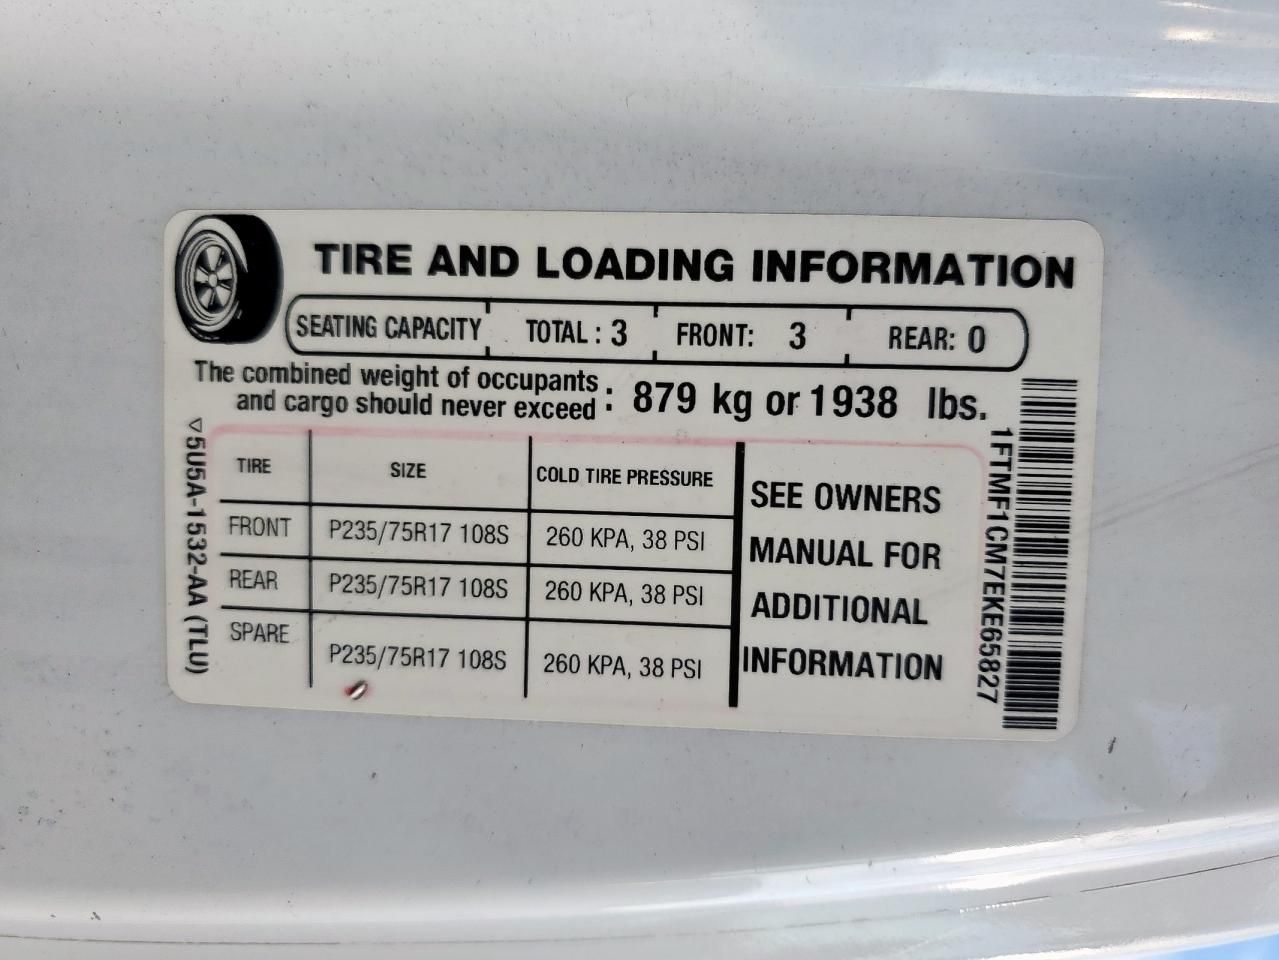 TIRE AND LOADING INFORMATION
SEATING CAPACITY TOTAL : 3 FRONT: 3 REAR: 0
The combined weight of occupants
and cargo should never exceed : 879 kg or 1938 lbs.
TIRE SIZE COLD TIRE PRESSURE
FRONT P235/75R17 108S 260 KPA, 38 PSI
REAR P235/75R17 108S 260 KPA, 38 PSI
SPARE P235/75R17 108S 260 KPA, 38 PSI
SEE OWNERS
MANUAL FOR
ADDITIONAL
INFORMATION
5U5A-1532-AA (TLU)
1FTMF1CM7EKE65827